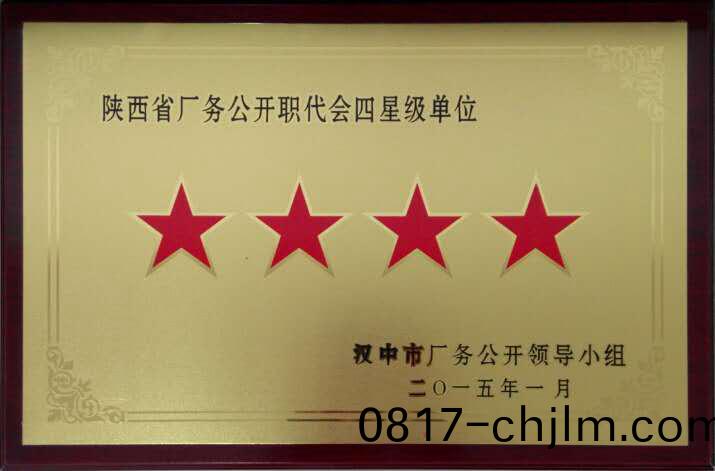 陕西省厂务公开职代会四星级单位
汉中市厂务公开领导小组
二〇一五年一月
0817-chjlm.com